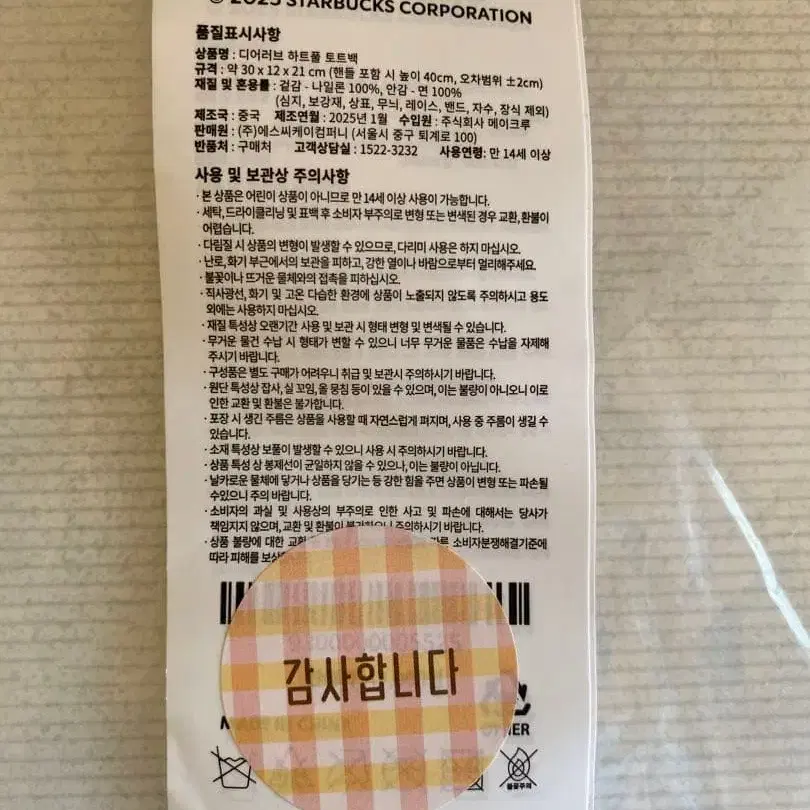 © 2025 STARBUCKS CORPORATION
품질표시사항
상품명 : 디어러브 하트풀 토트백
규격 : 약 30 x 12 x 21 cm (핸들 포함 시 높이 40cm, 오차범위 ±2cm)
재질 및 혼용률 : 겉감 - 나일론 100%, 안감 - 면 100%
(심지, 보강재, 상표, 무늬, 레이스, 밴드, 자수, 장식 제외)
제조국 : 중국 제조연월 : 2025년 1월 수입원 : 주식회사 메이크루
판매원 : (주)에스씨케이컴퍼니 (서울시 중구 퇴계로 100)
반품처 : 구매처 고객상담실 : 1522-3232 사용연령: 만 14세 이상
사용 및 보관상 주의사항
· 본 상품은 어린이 상품이 아니므로 만 14세 이상 사용이 가능합니다.
· 세탁, 드라이클리닝 및 표백 후 소비자 부주의로 변형 또는 변색된 경우 교환, 환불이
어렵습니다.
· 다림질 시 상품의 변형이 발생할 수 있으므로, 다리미 사용은 하지 마십시오.
· 난로, 화기 부근에서의 보관을 피하고, 강한 열이나 바람으로부터 멀리해주세요.
· 불꽃이나 뜨거운 물체와의 접촉을 피하십시오.
· 직사광선, 화기 및 고온 다습한 환경에 상품이 노출되지 않도록 주의하시고 용도
외에는 사용하지 마십시오.
· 재질 특성상 오랜기간 사용 및 보관 시 형태 변형 및 변색될 수 있습니다.
· 무거운 물건 수납 시 형태가 변할 수 있으니 너무 무거운 물품은 수납을 자제해
주시기 바랍니다.
· 구성품은 별도 구매가 어려우니 취급 및 보관시 주의하시기 바랍니다.
· 원단 특성상 잡사, 실 꼬임, 올 뭉침 등이 있을 수 있으며, 이는 불량이 아니오니 이로
인한 교환 및 환불은 불가합니다.
· 포장 시 생긴 주름은 상품을 사용할 때 자연스럽게 펴지며, 사용 중 주름이 생길 수
있습니다.
· 소재 특성상 보풀이 발생할 수 있으니 사용 시 주의하시기 바랍니다.
· 상품 특성 상 봉제선이 균일하지 않을 수 있으나, 이는 불량이 아닙니다.
· 날카로운 물체에 닿거나 상품을 당기는 등 강한 힘을 주면 상품이 변형 또는 파손될
수있으니 주의 바랍니다.
· 소비자의 과실 및 사용상의 부주의로 인한 사고 및 파손에 대해서는 당사가
책임지지 않으며, 교환 및 환불이 불가하오니 주의하시기 바랍니다.
· 상품 불량에 대한 교환 소비자분쟁해결기준에
따라 피해를 보상
감사합니다
불꽃주의